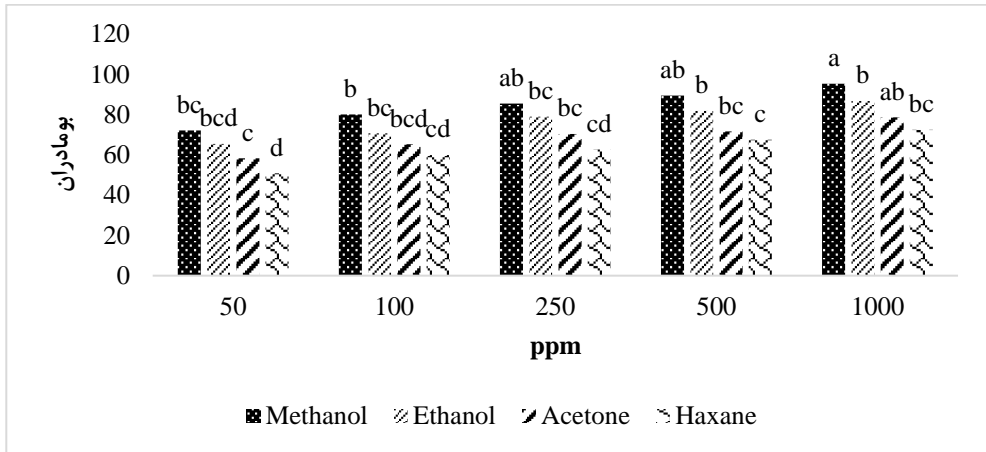 120
100
80
60
40
20
0
بومادران
bc bcd c d
b bc bcd cd
ab bc bc cd
ab b bc c
a b ab bc
50 100 250 500 1000
ppm
Methanol Ethanol Acetone Haxane